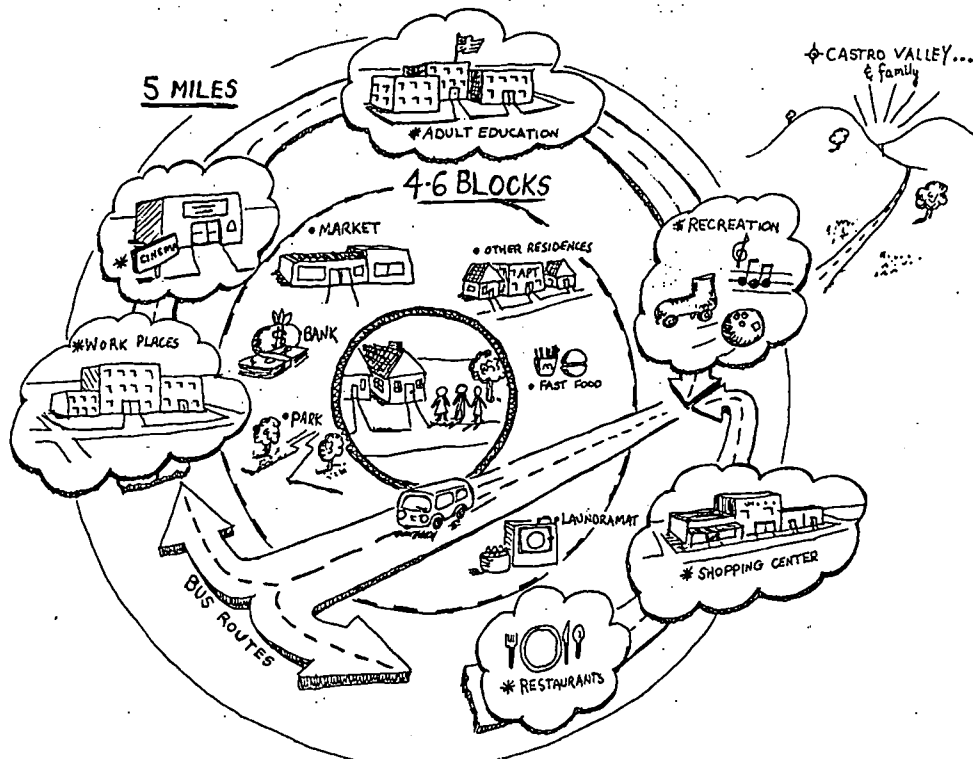 5 MILES
✧ CASTRO VALLEY...
& family
* ADULT EDUCATION
4-6 BLOCKS
* CINEMA
* RECREATION
• MARKET
• OTHER RESIDENCES
APT
* WORK PLACES
$ BANK
• FAST FOOD
M
• PARK
• LAUNDRAMAT
* SHOPPING CENTER
BUS ROUTES
* RESTAURANTS